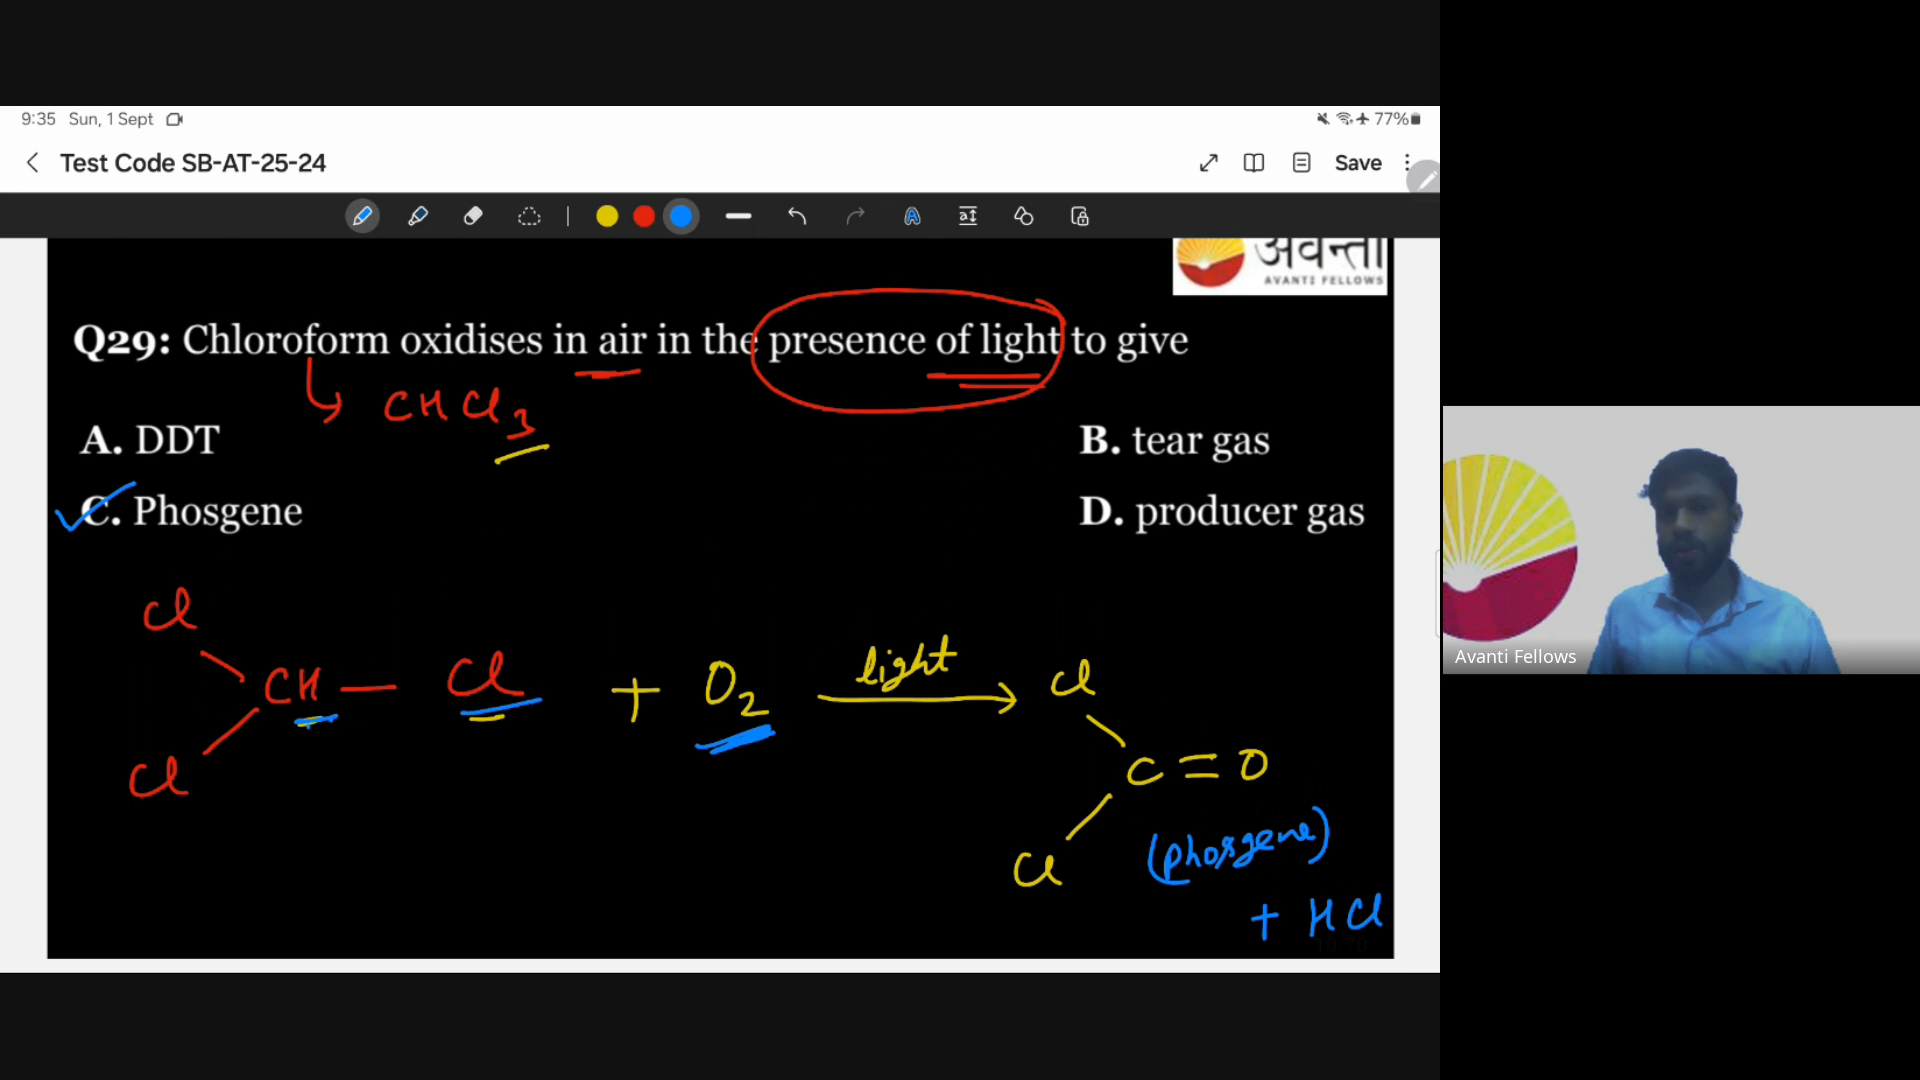 9:35 Sun, 1 Sept
77%
Test Code SB-AT-25-24
Save
अवन्ती
AVANTI FELLOWS
Q29: Chloroform oxidises in air in the presence of light to give
CHCl3
A. DDT
B. tear gas
C. Phosgene
D. producer gas
Cl
CH — Cl + O2 light → Cl
Cl
C = O
Cl
(phosgene)
+ HCl
Avanti Fellows